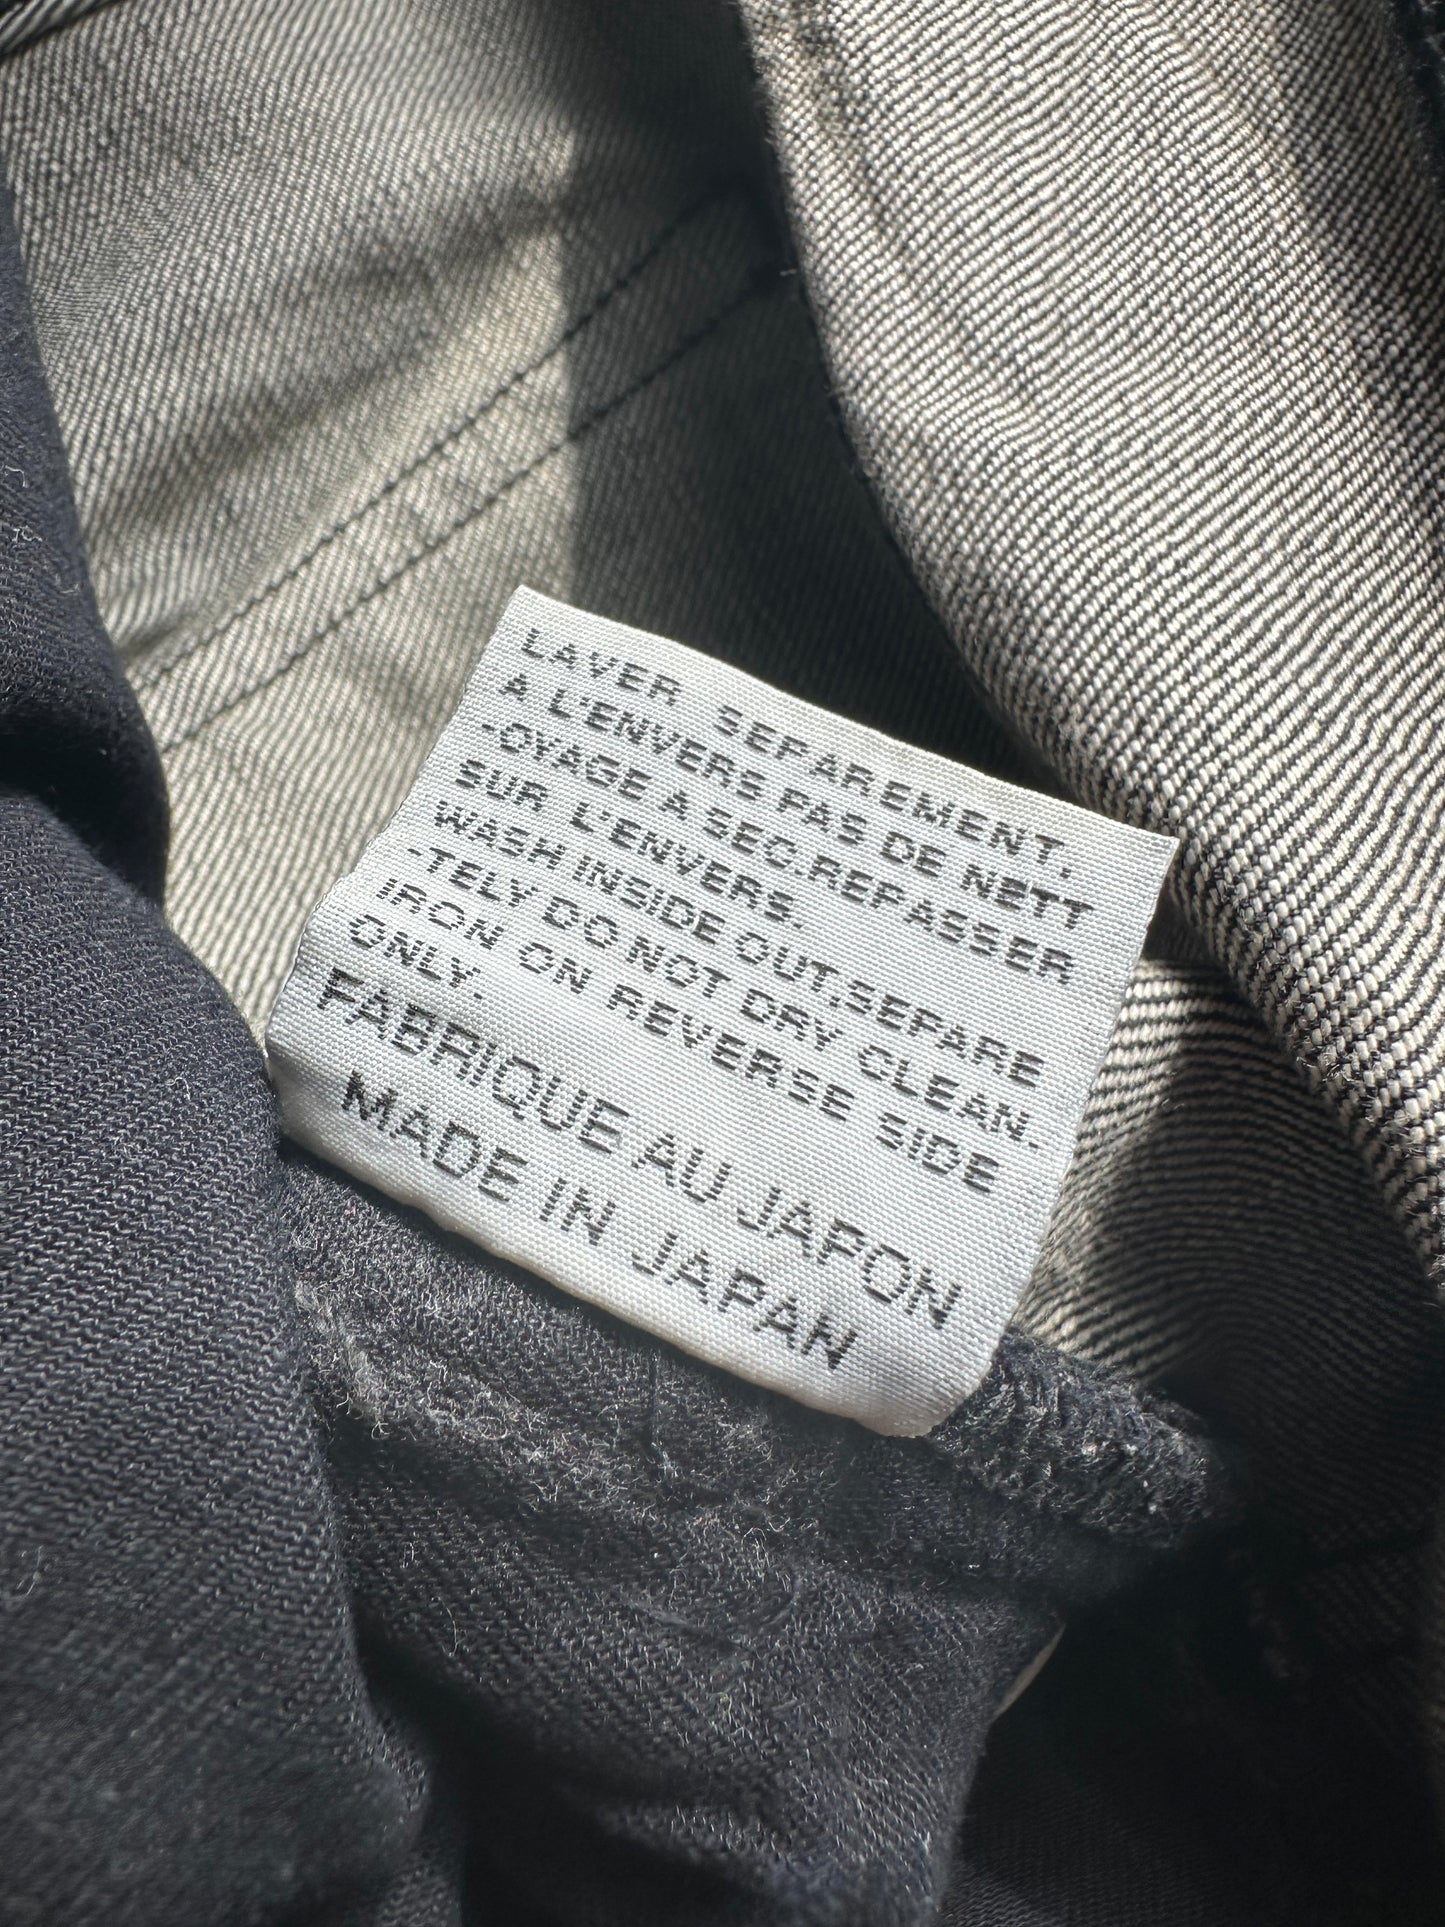 LAVER SEPAREMENT.
A L'ENVERS PAS DE NETT
-OYAGE A SEC.REPASSER
SUR L'ENVERS.
WASH INSIDE OUT,SEPARE
-TELY DO NOT DRY CLEAN.
IRON ON REVERSE SIDE
ONLY.
FABRIQUE AU JAPON
MADE IN JAPAN